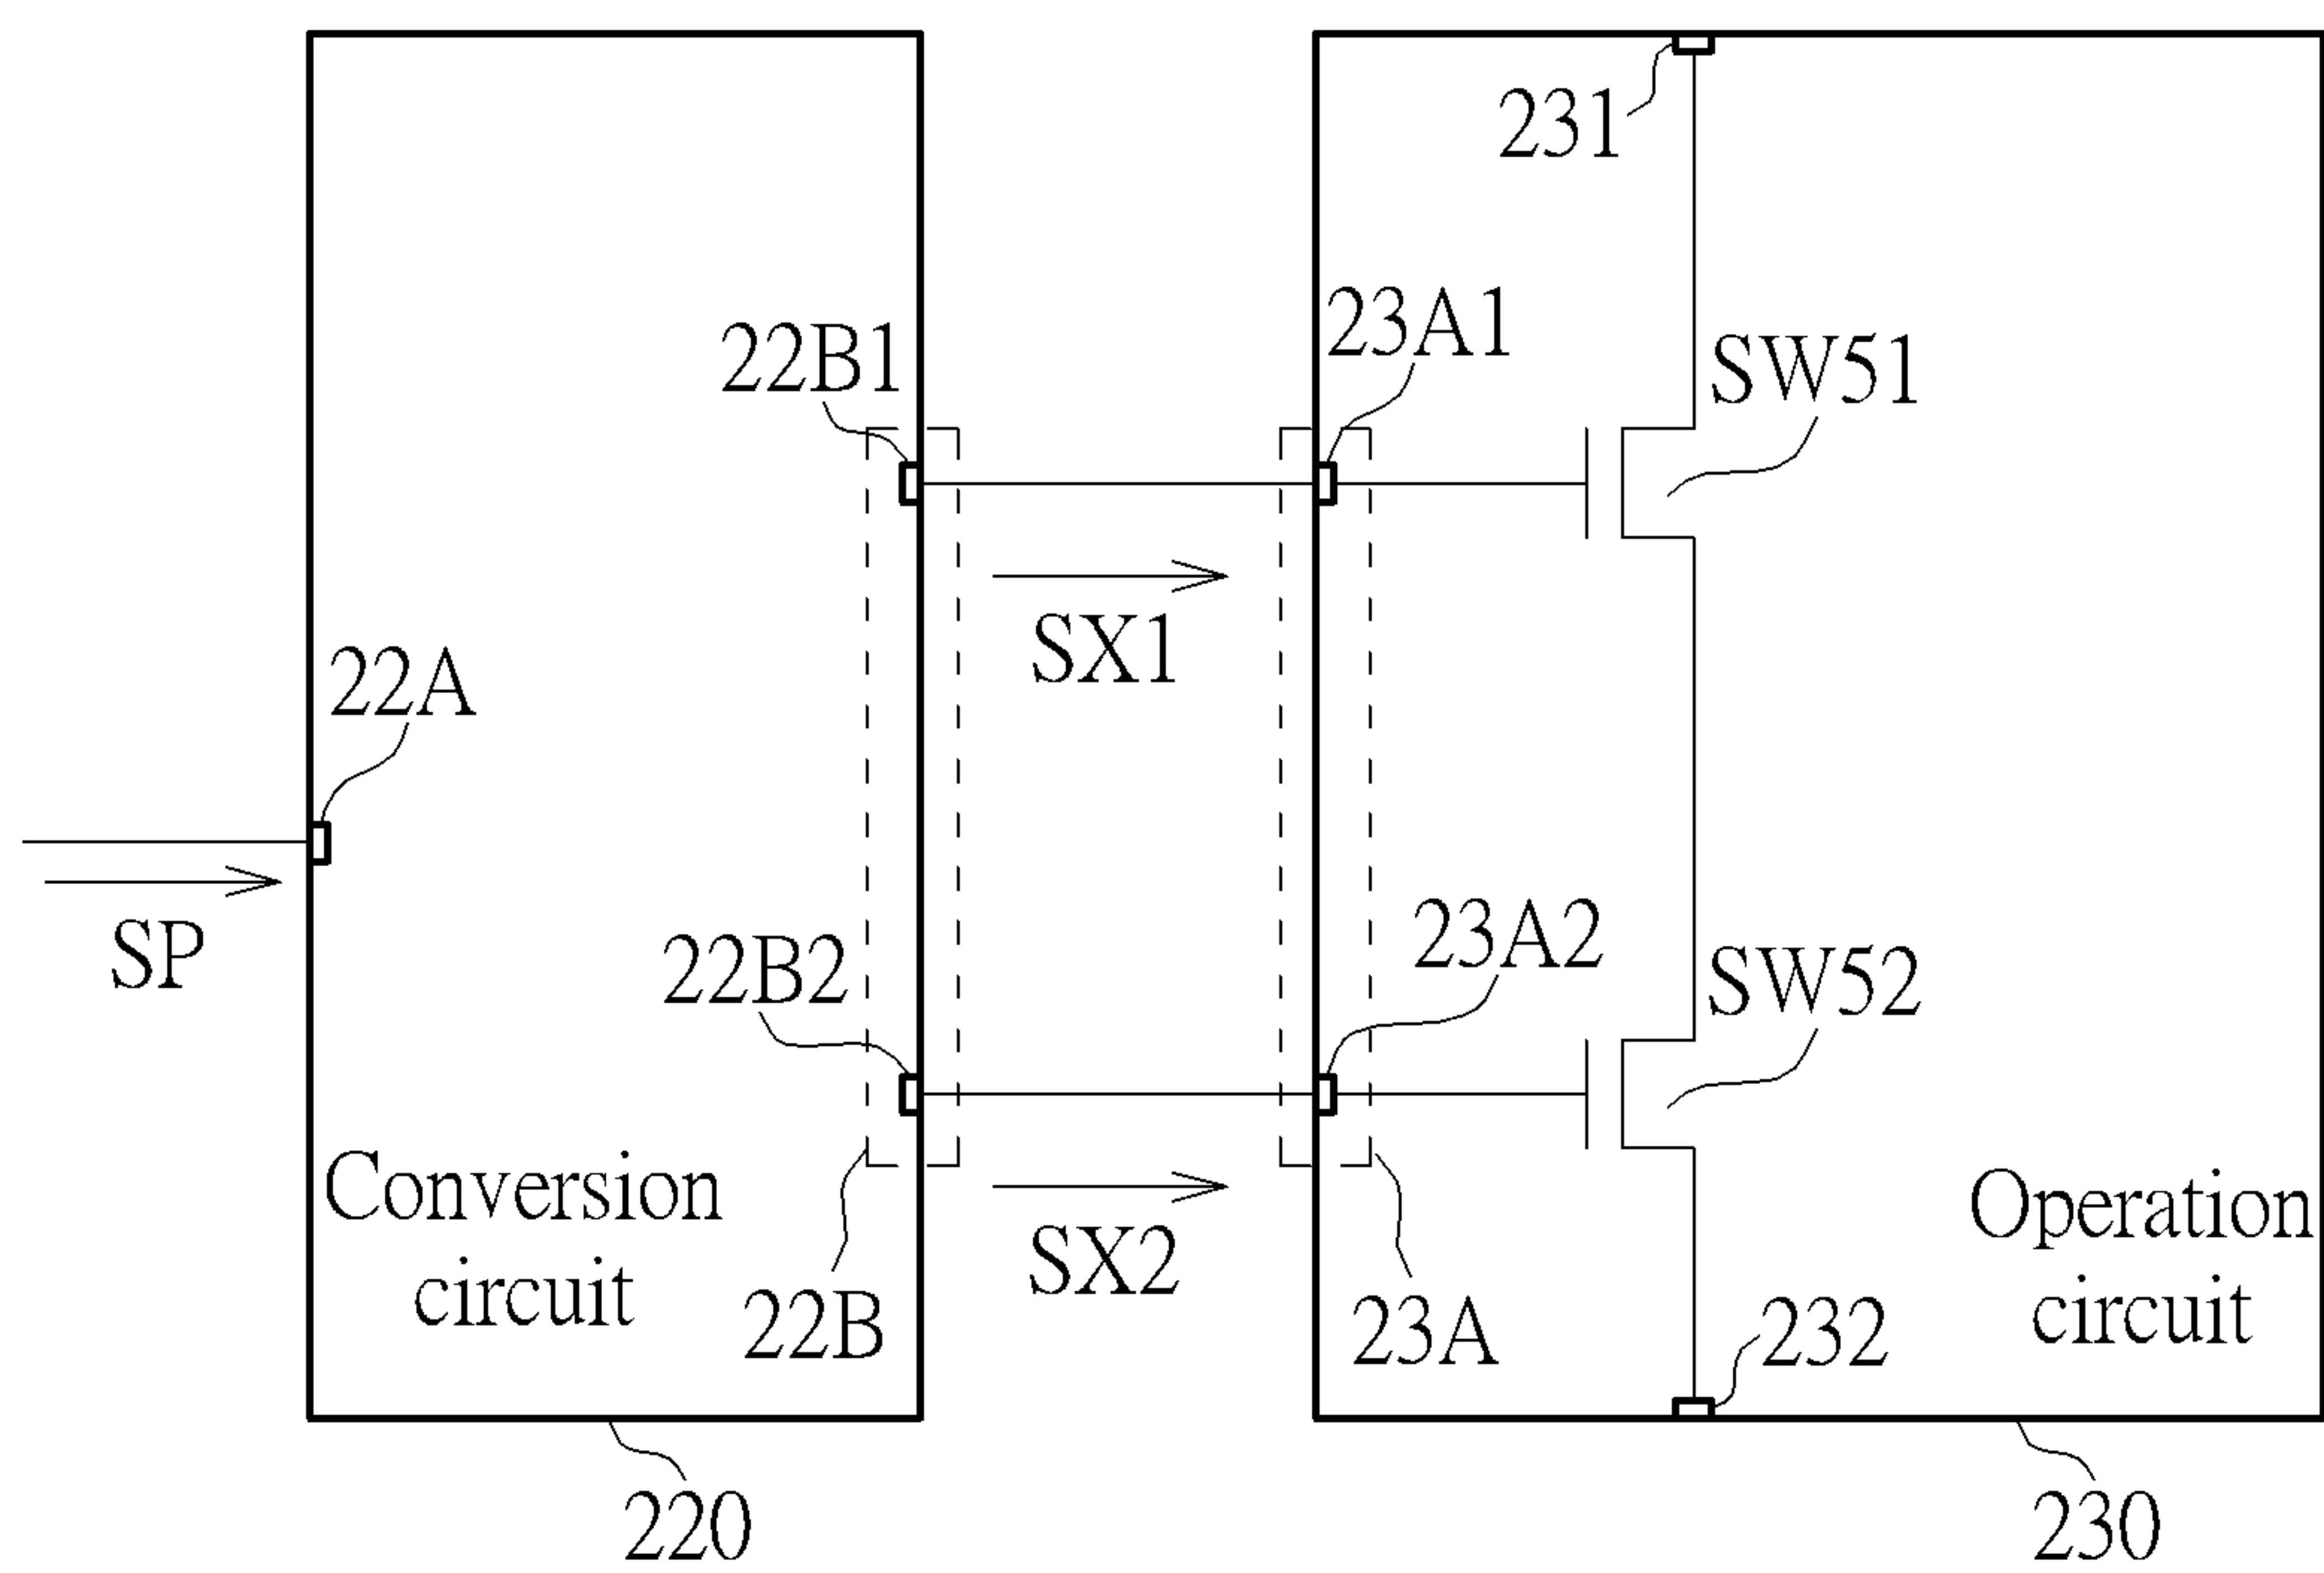 231
23A1
22B1
SW51
SX1
22A
23A2
SP
22B2
SW52
Conversion
circuit
Operation
circuit
SX2
22B
23A
232
220
230